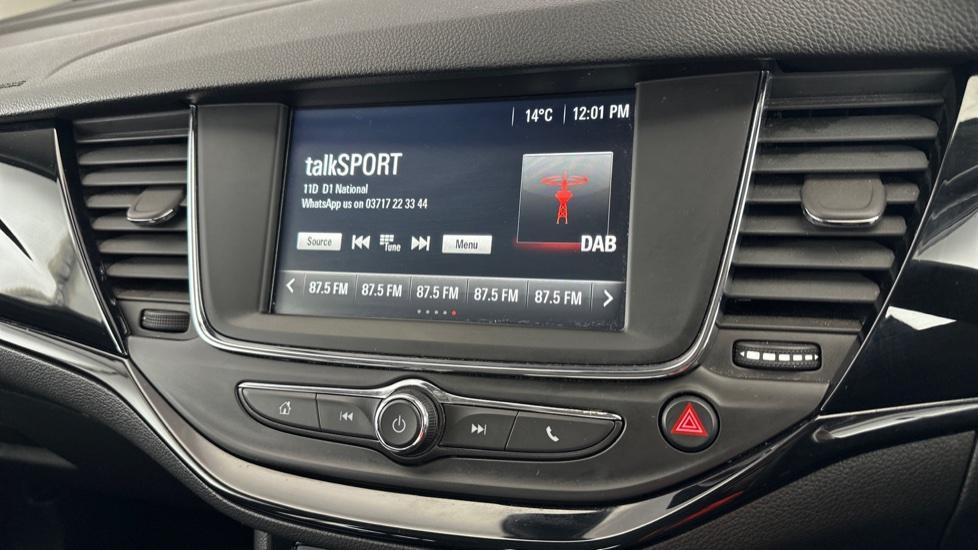 14°C 12:01 PM
talkSPORT
11D D1 National
WhatsApp us on 03717 22 33 44
Source Tune Menu
DAB
87.5 FM 87.5 FM 87.5 FM 87.5 FM 87.5 FM